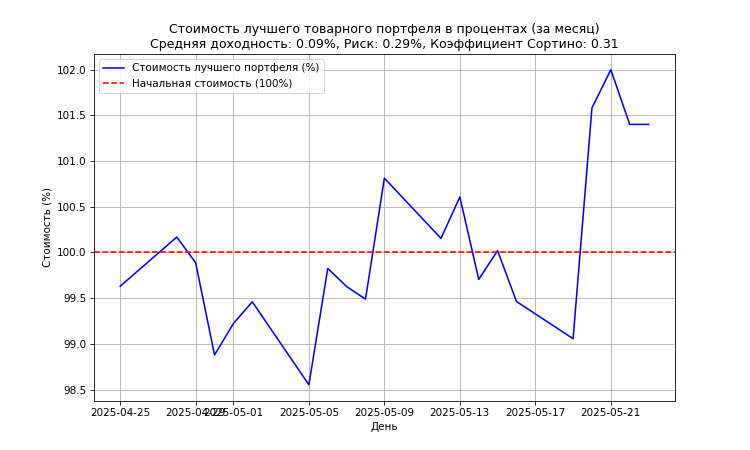 Стоимость лучшего товарного портфеля в процентах (за месяц)
Средняя доходность: 0.09%, Риск: 0.29%, Коэффициент Сортино: 0.31
Стоимость лучшего портфеля (%)
Начальная стоимость (100%)
102.0
101.5
101.0
100.5
100.0
99.5
99.0
98.5
Стоимость (%)
2025-04-25 2025-04-29 2025-05-01 2025-05-05 2025-05-09 2025-05-13 2025-05-17 2025-05-21
День